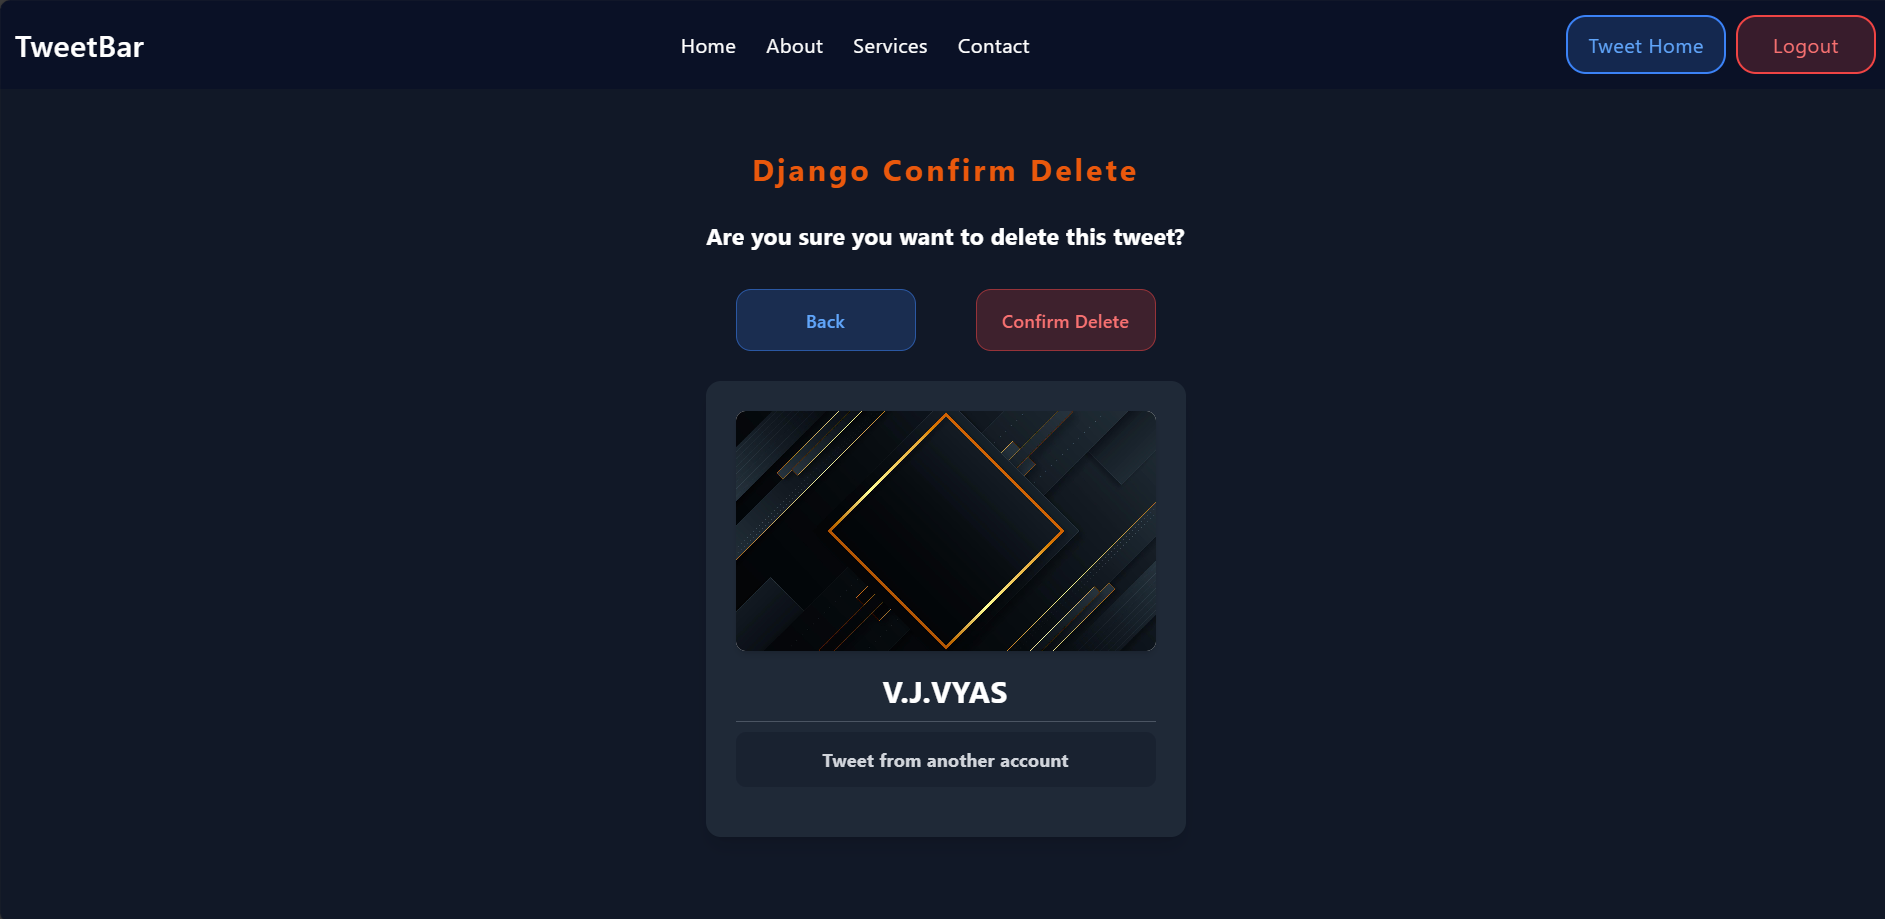 TweetBar
Home About Services Contact
Tweet Home Logout
Django Confirm Delete
Are you sure you want to delete this tweet?
Back Confirm Delete
V.J.VYAS
Tweet from another account